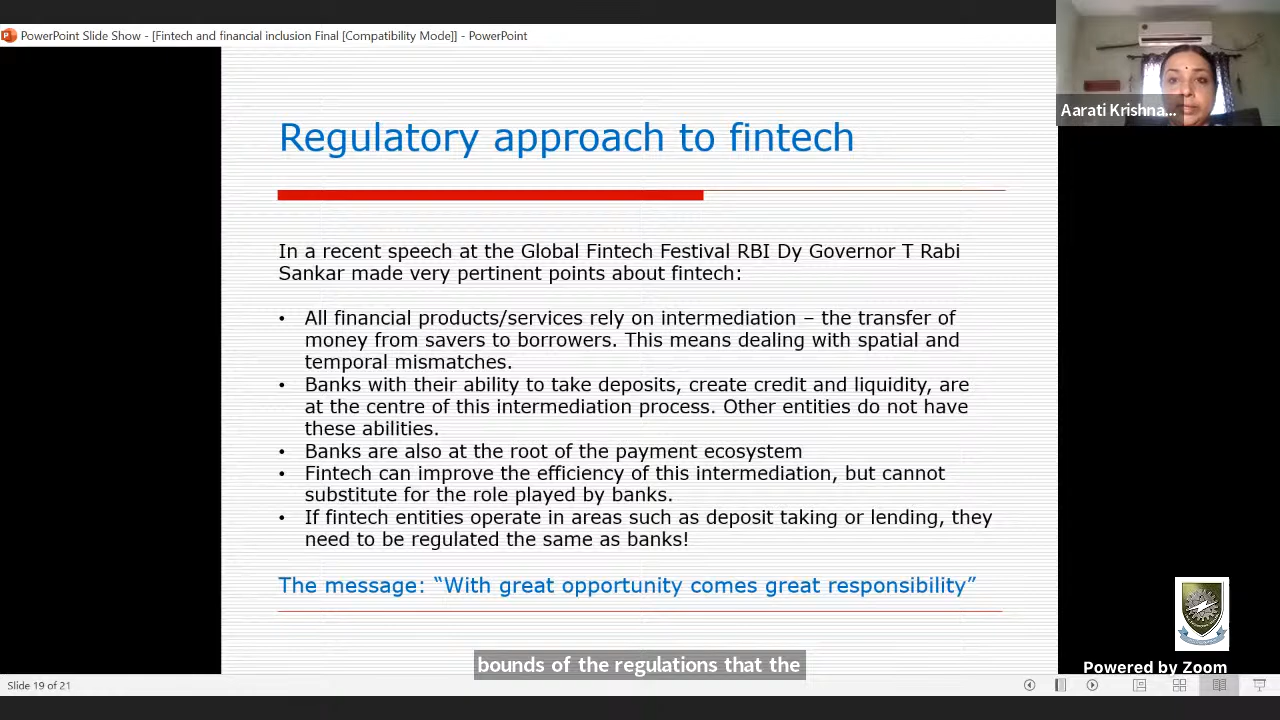 PowerPoint Slide Show - [Fintech and financial inclusion Final [Compatibility Mode]] - PowerPoint
Aarati Krishna...
Regulatory approach to fintech
In a recent speech at the Global Fintech Festival RBI Dy Governor T Rabi
Sankar made very pertinent points about fintech:
• All financial products/services rely on intermediation – the transfer of
money from savers to borrowers. This means dealing with spatial and
temporal mismatches.
• Banks with their ability to take deposits, create credit and liquidity, are
at the centre of this intermediation process. Other entities do not have
these abilities.
• Banks are also at the root of the payment ecosystem
• Fintech can improve the efficiency of this intermediation, but cannot
substitute for the role played by banks.
• If fintech entities operate in areas such as deposit taking or lending, they
need to be regulated the same as banks!
The message: “With great opportunity comes great responsibility”
bounds of the regulations that the
Powered by Zoom
Slide 19 of 21